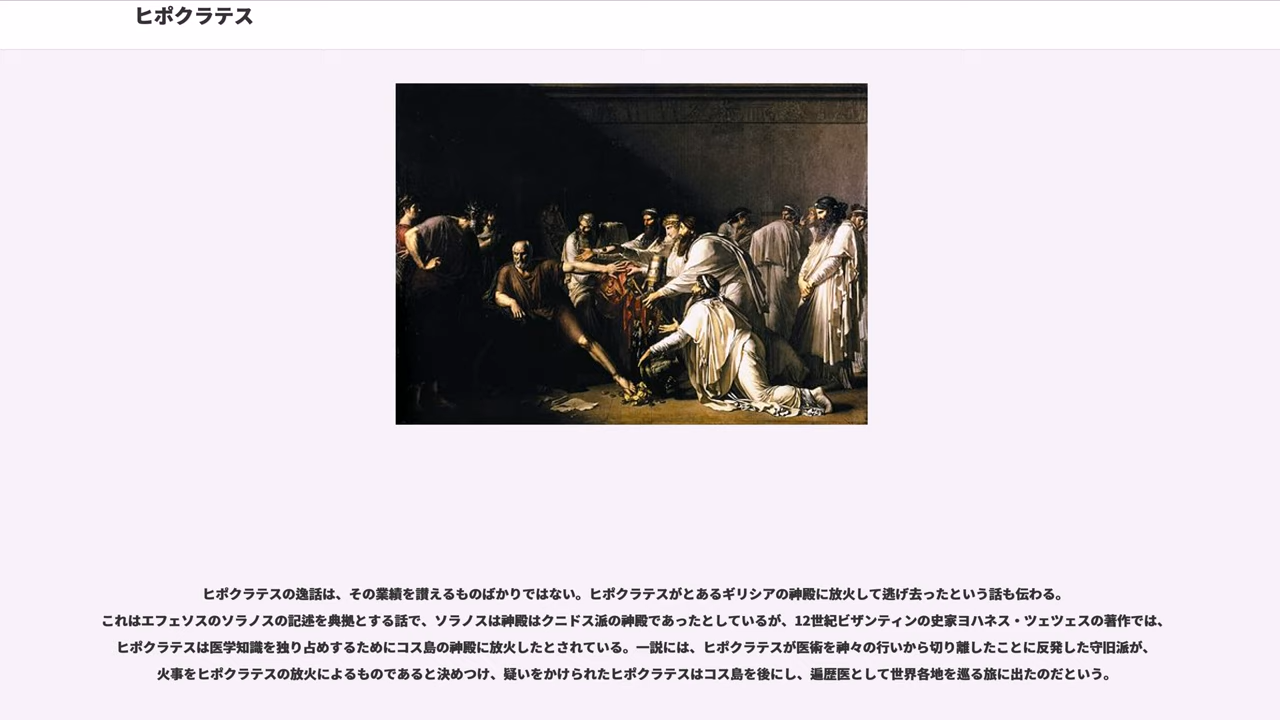 ヒポクラテス
ヒポクラテスの逸話は、その業績を讃えるものばかりではない。ヒポクラテスがとあるギリシアの神殿に放火して逃げ去ったという話も伝わる。
これはエフェソスのソラノスの記述を典拠とする話で、ソラノスは神殿はクニドス派の神殿であったとしているが、12世紀ビザンティンの史家ヨハネス・ツェツェスの著作では、
ヒポクラテスは医学知識を独り占めするためにコス島の神殿に放火したとされている。一説には、ヒポクラテスが医術を神々の行いから切り離したことに反発した守旧派が、
火事をヒポクラテスの放火によるものであると決めつけ、疑いをかけられたヒポクラテスはコス島を後にし、遍歴医として世界各地を巡る旅に出たのだという。